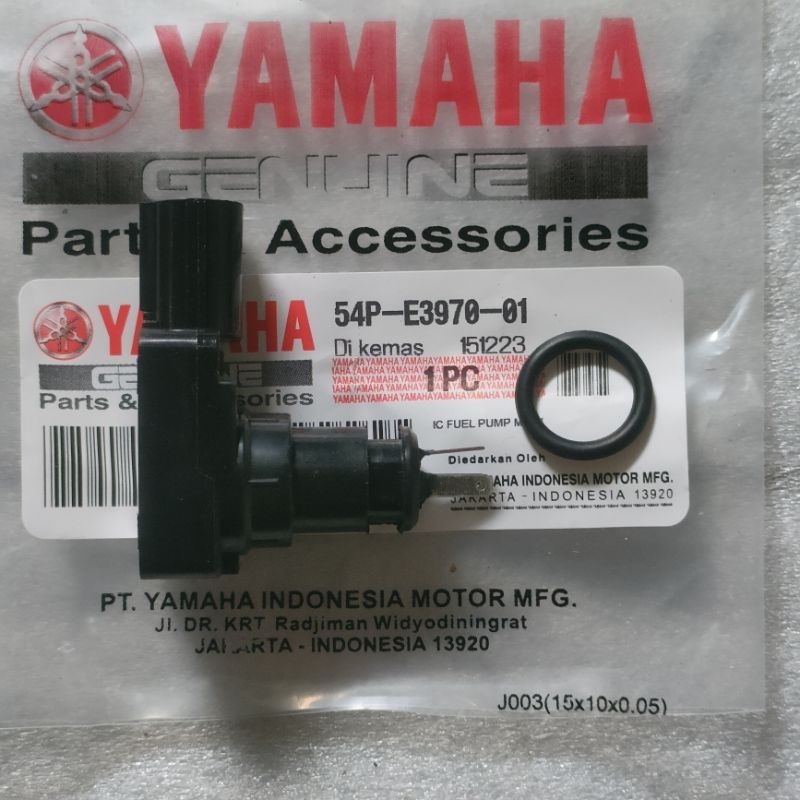 YAMAHA
GENUINE
Parts & Accessories
YAMAHA
GENUINE
Parts & Accessories
54P-E3970-01
Di kemas 151223
1PC
IC FUEL PUMP
Diedarkan Oleh
YAMAHA INDONESIA MOTOR MFG.
JAKARTA - INDONESIA 13920
PT. YAMAHA INDONESIA MOTOR MFG.
Jl. DR. KRT Radjiman Widyodiningrat
JAKARTA - INDONESIA 13920
J003(15x10x0.05)